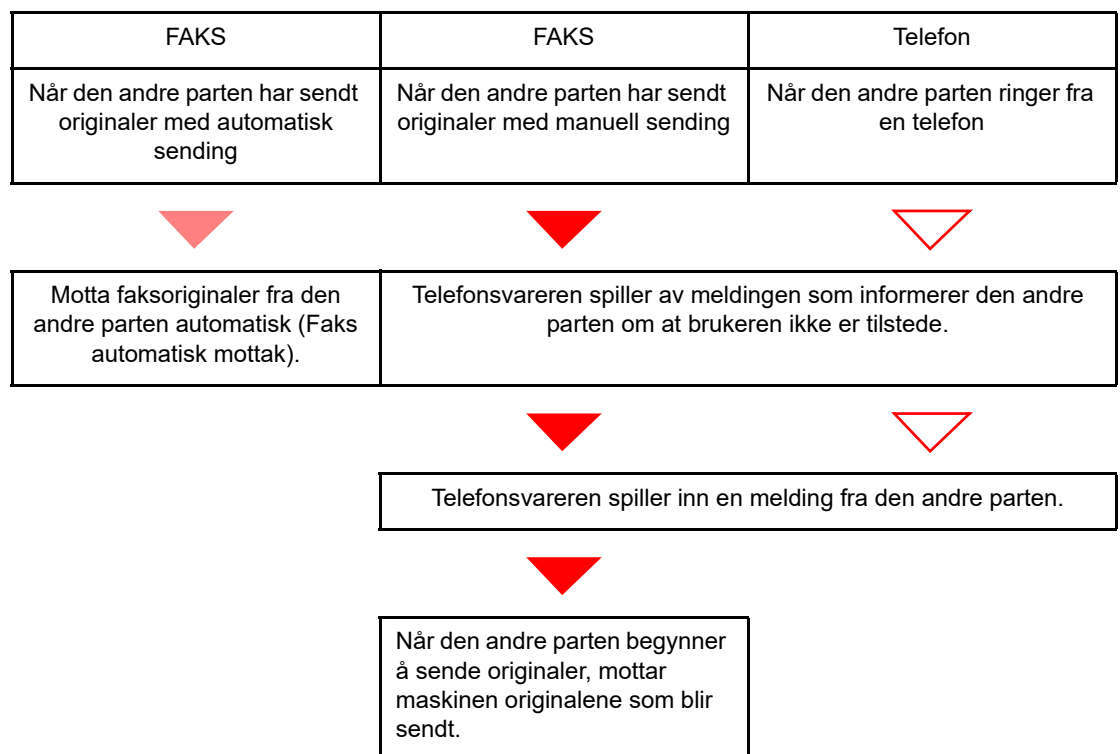 FAKS
FAKS
Telefon
Når den andre parten har sendt
originaler med automatisk
sending
Når den andre parten har sendt
originaler med manuell sending
Når den andre parten ringer fra
en telefon
Motta faksoriginaler fra den
andre parten automatisk (Faks
automatisk mottak).
Telefonsvareren spiller av meldingen som informerer den andre
parten om at brukeren ikke er tilstede.
Telefonsvareren spiller inn en melding fra den andre parten.
Når den andre parten begynner
å sende originaler, mottar
maskinen originalene som blir
sendt.